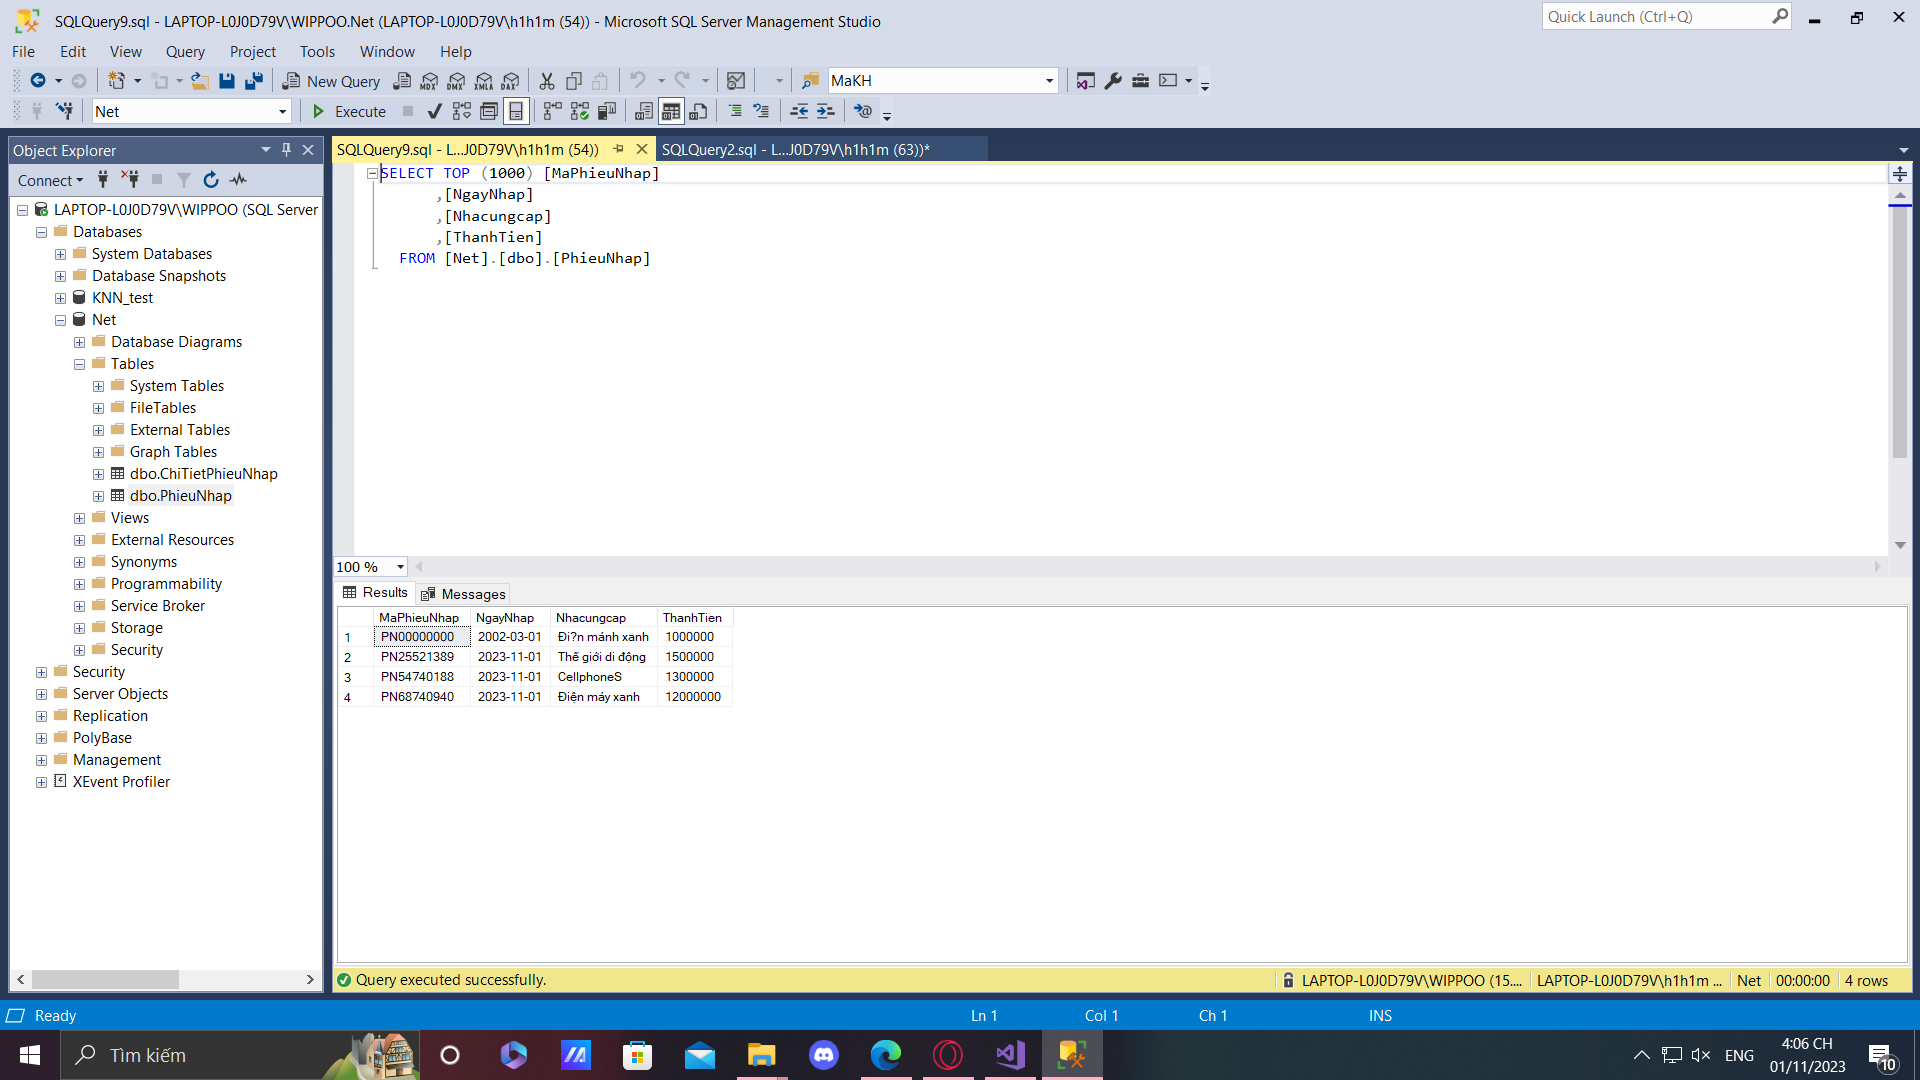 SQLQuery9.sql - LAPTOP-L0J0D79V\WIPPOO.Net (LAPTOP-L0J0D79V\h1h1m (54)) - Microsoft SQL Server Management Studio
Quick Launch (Ctrl+Q)
File Edit View Query Project Tools Window Help
New Query MDX DMX XMLA DAX MaKH
Net Execute
Object Explorer
SQLQuery9.sql - L...J0D79V\h1h1m (54))
SQLQuery2.sql - L...J0D79V\h1h1m (63))*
Connect
LAPTOP-L0J0D79V\WIPPOO (SQL Server
Databases
System Databases
Database Snapshots
KNN_test
Net
Database Diagrams
Tables
System Tables
FileTables
External Tables
Graph Tables
dbo.ChiTietPhieuNhap
dbo.PhieuNhap
Views
External Resources
Synonyms
Programmability
Service Broker
Storage
Security
Security
Server Objects
Replication
PolyBase
Management
XEvent Profiler
SELECT TOP (1000) [MaPhieuNhap]
,[NgayNhap]
,[Nhacungcap]
,[ThanhTien]
FROM [Net].[dbo].[PhieuNhap]
100 %
Results Messages
MaPhieuNhap NgayNhap Nhacungcap ThanhTien
1 PN00000000 2002-03-01 Đi?n mánh xanh 1000000
2 PN25521389 2023-11-01 Thế giới di động 1500000
3 PN54740188 2023-11-01 CellphoneS 1300000
4 PN68740940 2023-11-01 Điện máy xanh 12000000
Query executed successfully.
LAPTOP-L0J0D79V\WIPPOO (15.... LAPTOP-L0J0D79V\h1h1m ... Net 00:00:00 4 rows
Ready Ln 1 Col 1 Ch 1 INS
Tìm kiếm
ENG
4:06 CH
01/11/2023
10